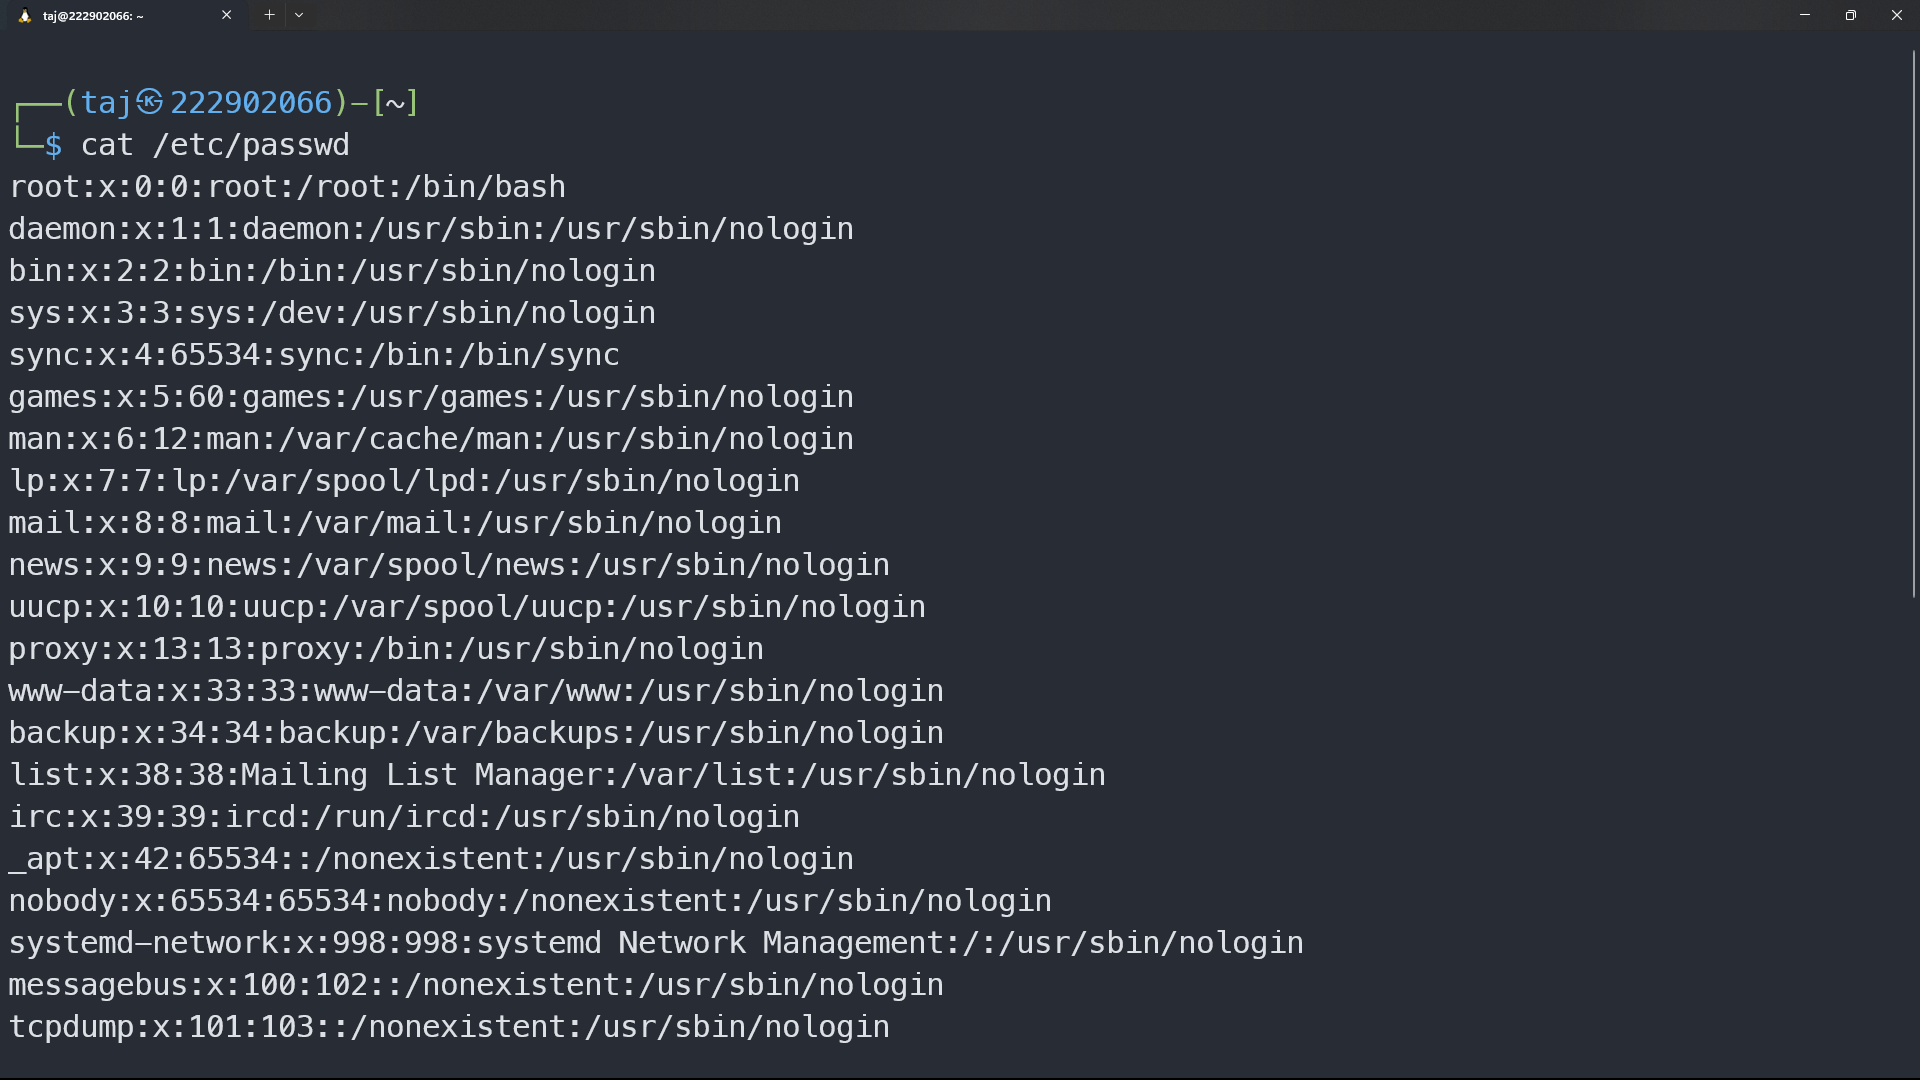 taj@222902066: ~
┌──(taj㉿222902066)-[~]
└─$ cat /etc/passwd
root:x:0:0:root:/root:/bin/bash
daemon:x:1:1:daemon:/usr/sbin:/usr/sbin/nologin
bin:x:2:2:bin:/bin:/usr/sbin/nologin
sys:x:3:3:sys:/dev:/usr/sbin/nologin
sync:x:4:65534:sync:/bin:/bin/sync
games:x:5:60:games:/usr/games:/usr/sbin/nologin
man:x:6:12:man:/var/cache/man:/usr/sbin/nologin
lp:x:7:7:lp:/var/spool/lpd:/usr/sbin/nologin
mail:x:8:8:mail:/var/mail:/usr/sbin/nologin
news:x:9:9:news:/var/spool/news:/usr/sbin/nologin
uucp:x:10:10:uucp:/var/spool/uucp:/usr/sbin/nologin
proxy:x:13:13:proxy:/bin:/usr/sbin/nologin
www-data:x:33:33:www-data:/var/www:/usr/sbin/nologin
backup:x:34:34:backup:/var/backups:/usr/sbin/nologin
list:x:38:38:Mailing List Manager:/var/list:/usr/sbin/nologin
irc:x:39:39:ircd:/run/ircd:/usr/sbin/nologin
_apt:x:42:65534::/nonexistent:/usr/sbin/nologin
nobody:x:65534:65534:nobody:/nonexistent:/usr/sbin/nologin
systemd-network:x:998:998:systemd Network Management:/:/usr/sbin/nologin
messagebus:x:100:102::/nonexistent:/usr/sbin/nologin
tcpdump:x:101:103::/nonexistent:/usr/sbin/nologin